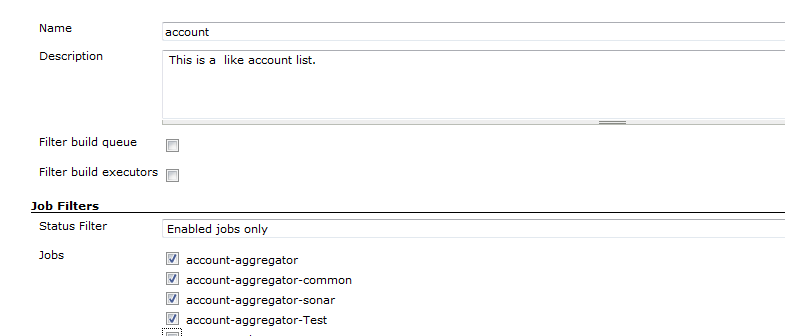 Name account
Description This is a  like account list.
Filter build queue
Filter build executors
Job Filters
Status Filter Enabled jobs only
Jobs account-aggregator
account-aggregator-common
account-aggregator-sonar
account-aggregator-Test